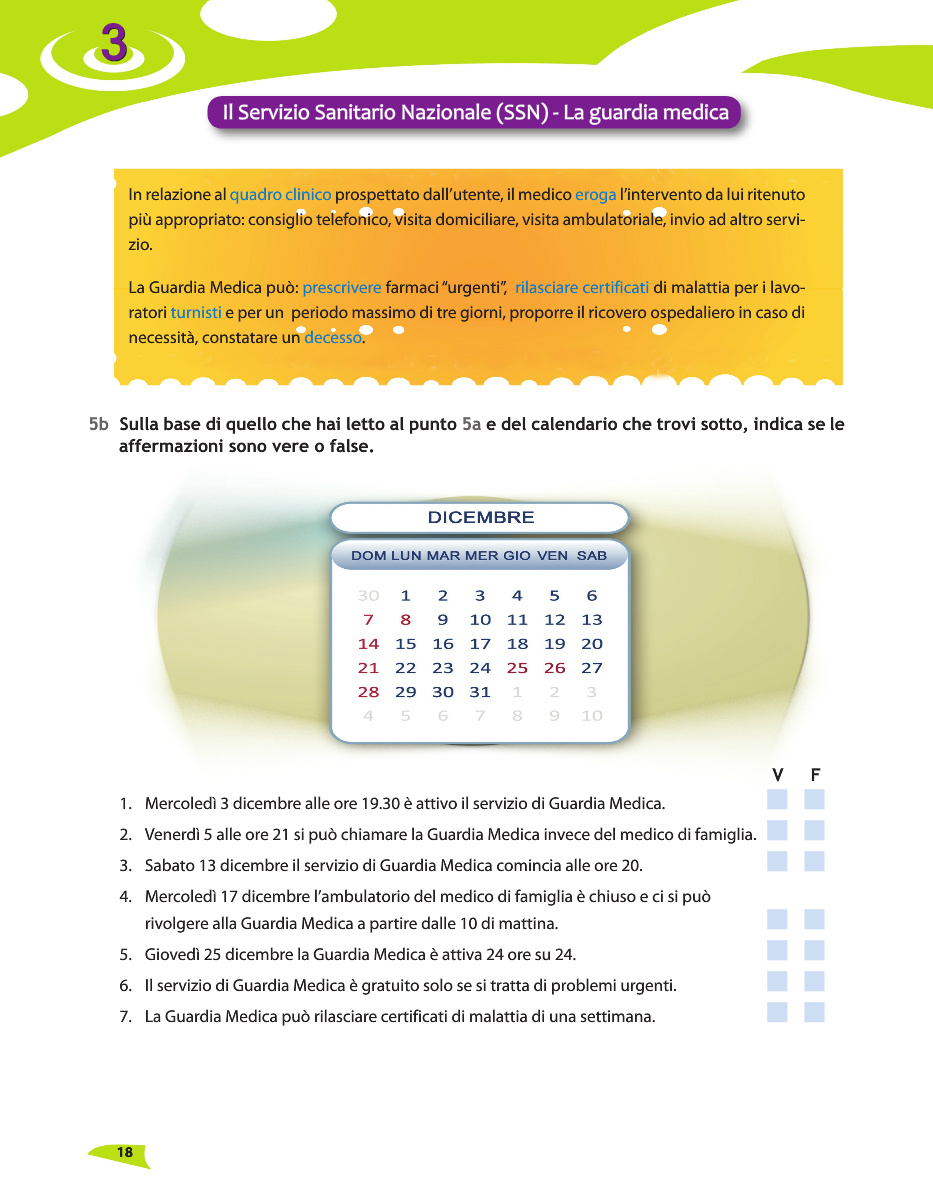 3
Il Servizio Sanitario Nazionale (SSN) - La guardia medica
In relazione al quadro clinico prospettato dall’utente, il medico eroga l’intervento da lui ritenuto
più appropriato: consiglio telefonico, visita domiciliare, visita ambulatoriale, invio ad altro servi-
zio.
La Guardia Medica può: prescrivere farmaci “urgenti”, rilasciare certificati di malattia per i lavo-
ratori turnisti e per un periodo massimo di tre giorni, proporre il ricovero ospedaliero in caso di
necessità, constatare un decesso.
5b Sulla base di quello che hai letto al punto 5a e del calendario che trovi sotto, indica se le
affermazioni sono vere o false.
DICEMBRE
DOM LUN MAR MER GIO VEN SAB
30 1 2 3 4 5 6
7 8 9 10 11 12 13
14 15 16 17 18 19 20
21 22 23 24 25 26 27
28 29 30 31 1 2 3
4 5 6 7 8 9 10
V F
1. Mercoledì 3 dicembre alle ore 19.30 è attivo il servizio di Guardia Medica.
2. Venerdì 5 alle ore 21 si può chiamare la Guardia Medica invece del medico di famiglia.
3. Sabato 13 dicembre il servizio di Guardia Medica comincia alle ore 20.
4. Mercoledì 17 dicembre l’ambulatorio del medico di famiglia è chiuso e ci si può
rivolgere alla Guardia Medica a partire dalle 10 di mattina.
5. Giovedì 25 dicembre la Guardia Medica è attiva 24 ore su 24.
6. Il servizio di Guardia Medica è gratuito solo se si tratta di problemi urgenti.
7. La Guardia Medica può rilasciare certificati di malattia di una settimana.
18